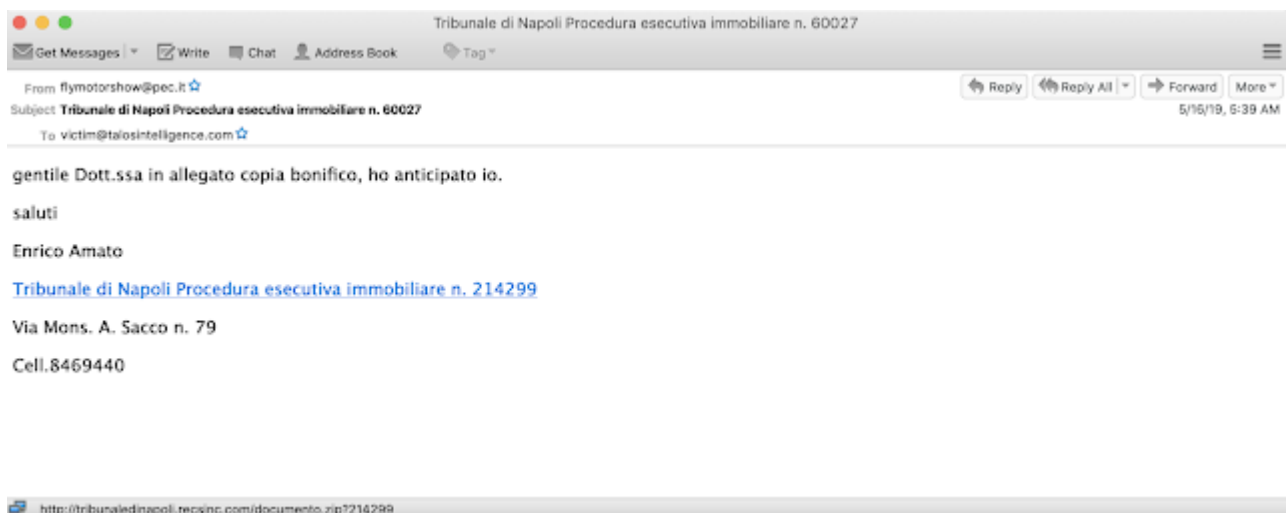 Tribunale di Napoli Procedura esecutiva immobiliare n. 60027
Get Messages Write Chat Address Book Tag
From flymotorshow@pec.it Reply Reply All Forward More
Subject Tribunale di Napoli Procedura esecutiva immobiliare n. 60027 5/16/19, 5:39 AM
To victim@talosintelligence.com
gentile Dott.ssa in allegato copia bonifico, ho anticipato io.
saluti
Enrico Amato
Tribunale di Napoli Procedura esecutiva immobiliare n. 214299
Via Mons. A. Sacco n. 79
Cell.8469440
http://tribunaledinapoli.recsinc.com/documento.zip?214299